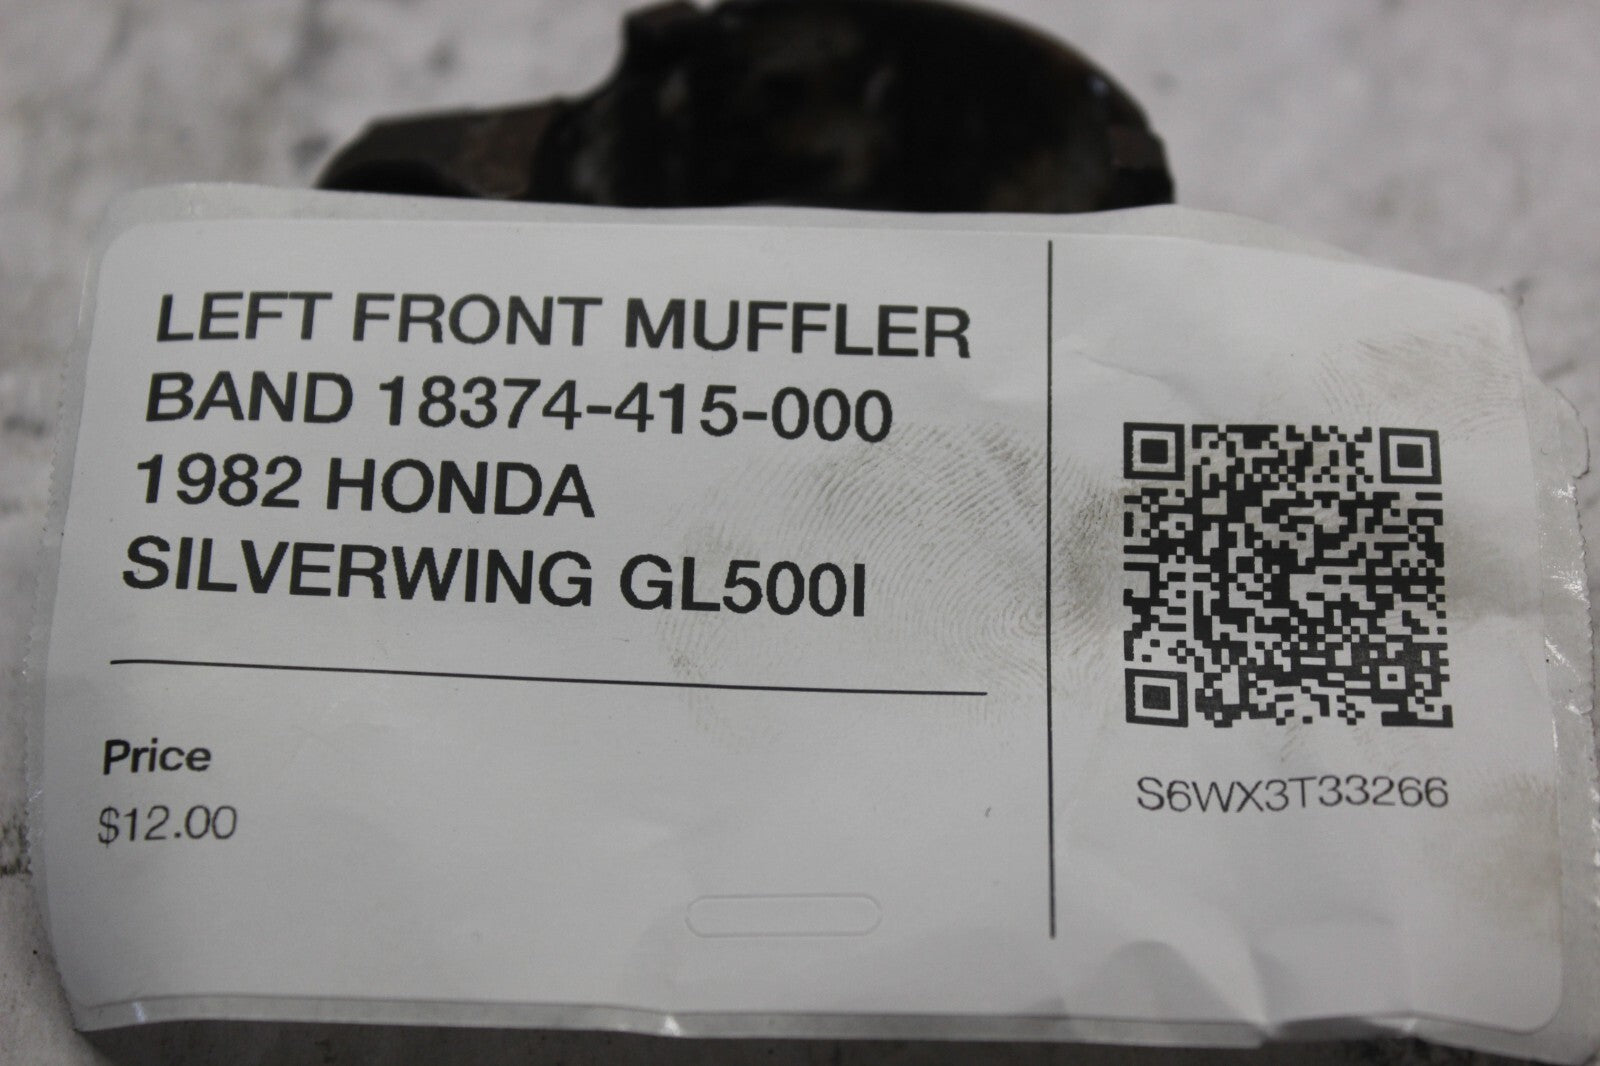 LEFT FRONT MUFFLER
BAND 18374-415-000
1982 HONDA
SILVERWING GL500I
Price
$12.00
S6WX3T33266